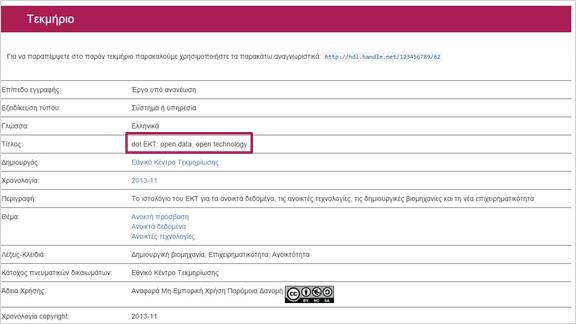 Τεκμήριο
Για να παραπέμψετε στο παρόν τεκμήριο παρακαλούμε χρησιμοποιήστε τα παρακάτω αναγνωριστικά: http://hdl.handle.net/123456789/62
Επίπεδο εγγραφής: Έργο υπό ανανέωση
Εξειδίκευση τύπου: Σύστημα ή υπηρεσία
Γλώσσα: Ελληνικά
Τίτλος: dot.EKT: open data, open technology
Δημιουργός: Εθνικό Κέντρο Τεκμηρίωσης
Χρονολογία: 2013-11
Περιγραφή: Το ιστολόγιο του ΕΚΤ για τα ανοικτά δεδομένα, τις ανοικτές τεχνολογίες, τις δημιουργικές βιομηχανίες και τη νέα επιχειρηματικότητα
Θέμα: Ανοικτή πρόσβαση
Ανοικτά δεδομένα
Ανοικτές τεχνολογίες
Λέξεις-Κλειδιά: Δημιουργική βιομηχανία; Επιχειρηματικότητα; Ανοικτότητα
Κάτοχος πνευματικών δικαιωμάτων: Εθνικό Κέντρο Τεκμηρίωσης
Άδεια Χρήσης: Αναφορά Μη Εμπορική Χρήση Παρόμοια Διανομή cc BY NC SA
Χρονολογία copyright: 2013-11